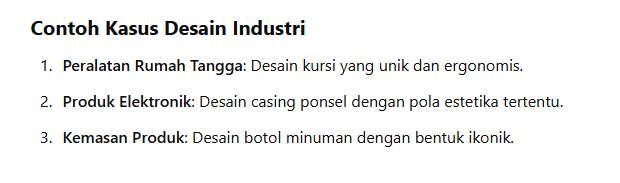 Contoh Kasus Desain Industri
1. Peralatan Rumah Tangga: Desain kursi yang unik dan ergonomis.
2. Produk Elektronik: Desain casing ponsel dengan pola estetika tertentu.
3. Kemasan Produk: Desain botol minuman dengan bentuk ikonik.